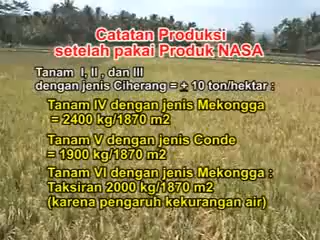 Catatan Produksi
setelah pakai Produk NASA
Tanam I, II , dan III
dengan jenis Ciherang = ± 10 ton/hektar :
Tanam IV dengan jenis Mekongga
= 2400 kg/1870 m2
Tanam V dengan jenis Conde
= 1900 kg/1870 m2
Tanam VI dengan jenis Mekongga :
Taksiran 2000 kg/1870 m2
(karena pengaruh kekurangan air)